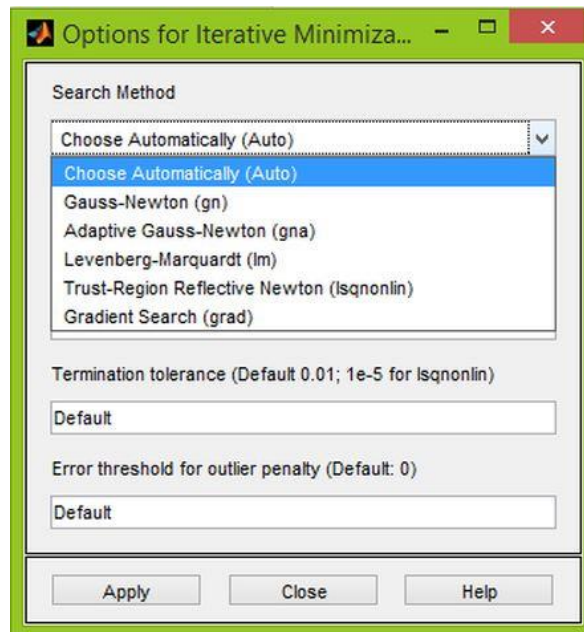 Options for Iterative Minimiza...
Search Method
Choose Automatically (Auto)
Choose Automatically (Auto)
Gauss-Newton (gn)
Adaptive Gauss-Newton (gna)
Levenberg-Marquardt (lm)
Trust-Region Reflective Newton (lsqnonlin)
Gradient Search (grad)
Termination tolerance (Default 0.01; 1e-5 for lsqnonlin)
Default
Error threshold for outlier penalty (Default: 0)
Default
Apply Close Help